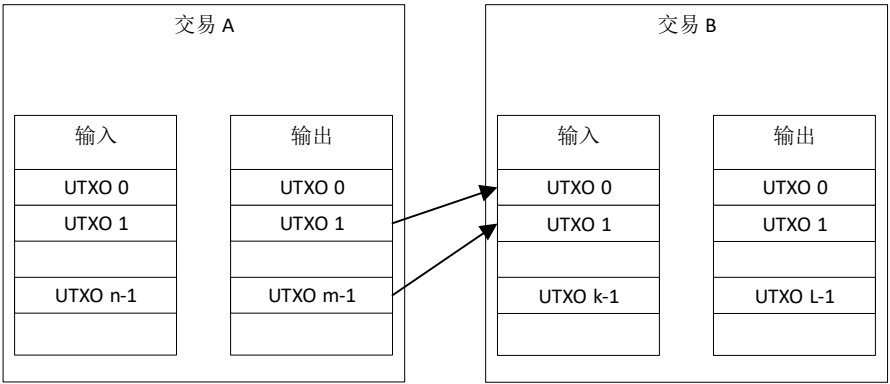 交易 A
交易 B
输入
输出
输入
输出
UTXO 0
UTXO 0
UTXO 0
UTXO 0
UTXO 1
UTXO 1
UTXO 1
UTXO 1
UTXO n-1
UTXO m-1
UTXO k-1
UTXO L-1